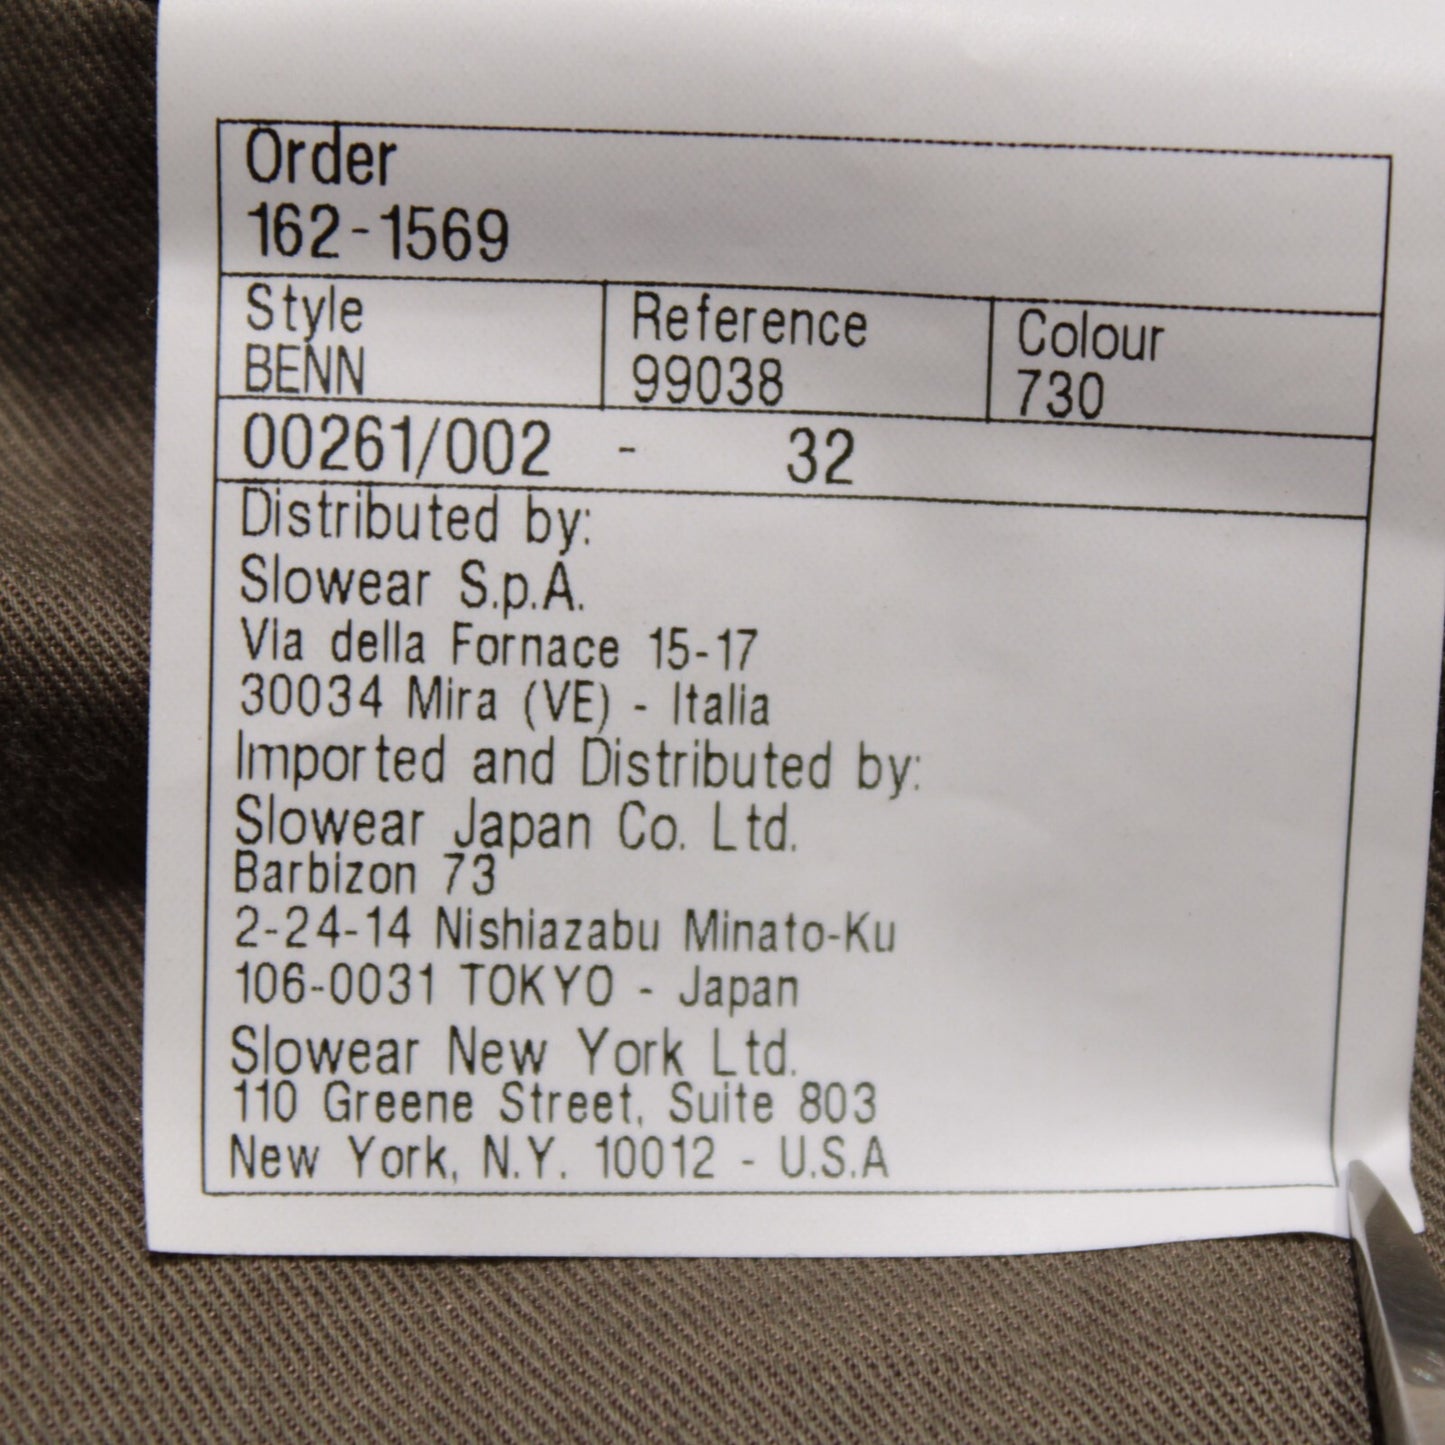 Order
162-1569
Style Reference Colour
BENN 99038 730
00261/002 - 32
Distributed by:
Slowear S.p.A.
Via della Fornace 15-17
30034 Mira (VE) - Italia
Imported and Distributed by:
Slowear Japan Co. Ltd.
Barbizon 73
2-24-14 Nishiazabu Minato-Ku
106-0031 TOKYO - Japan
Slowear New York Ltd.
110 Greene Street, Suite 803
New York, N.Y. 10012 - U.S.A